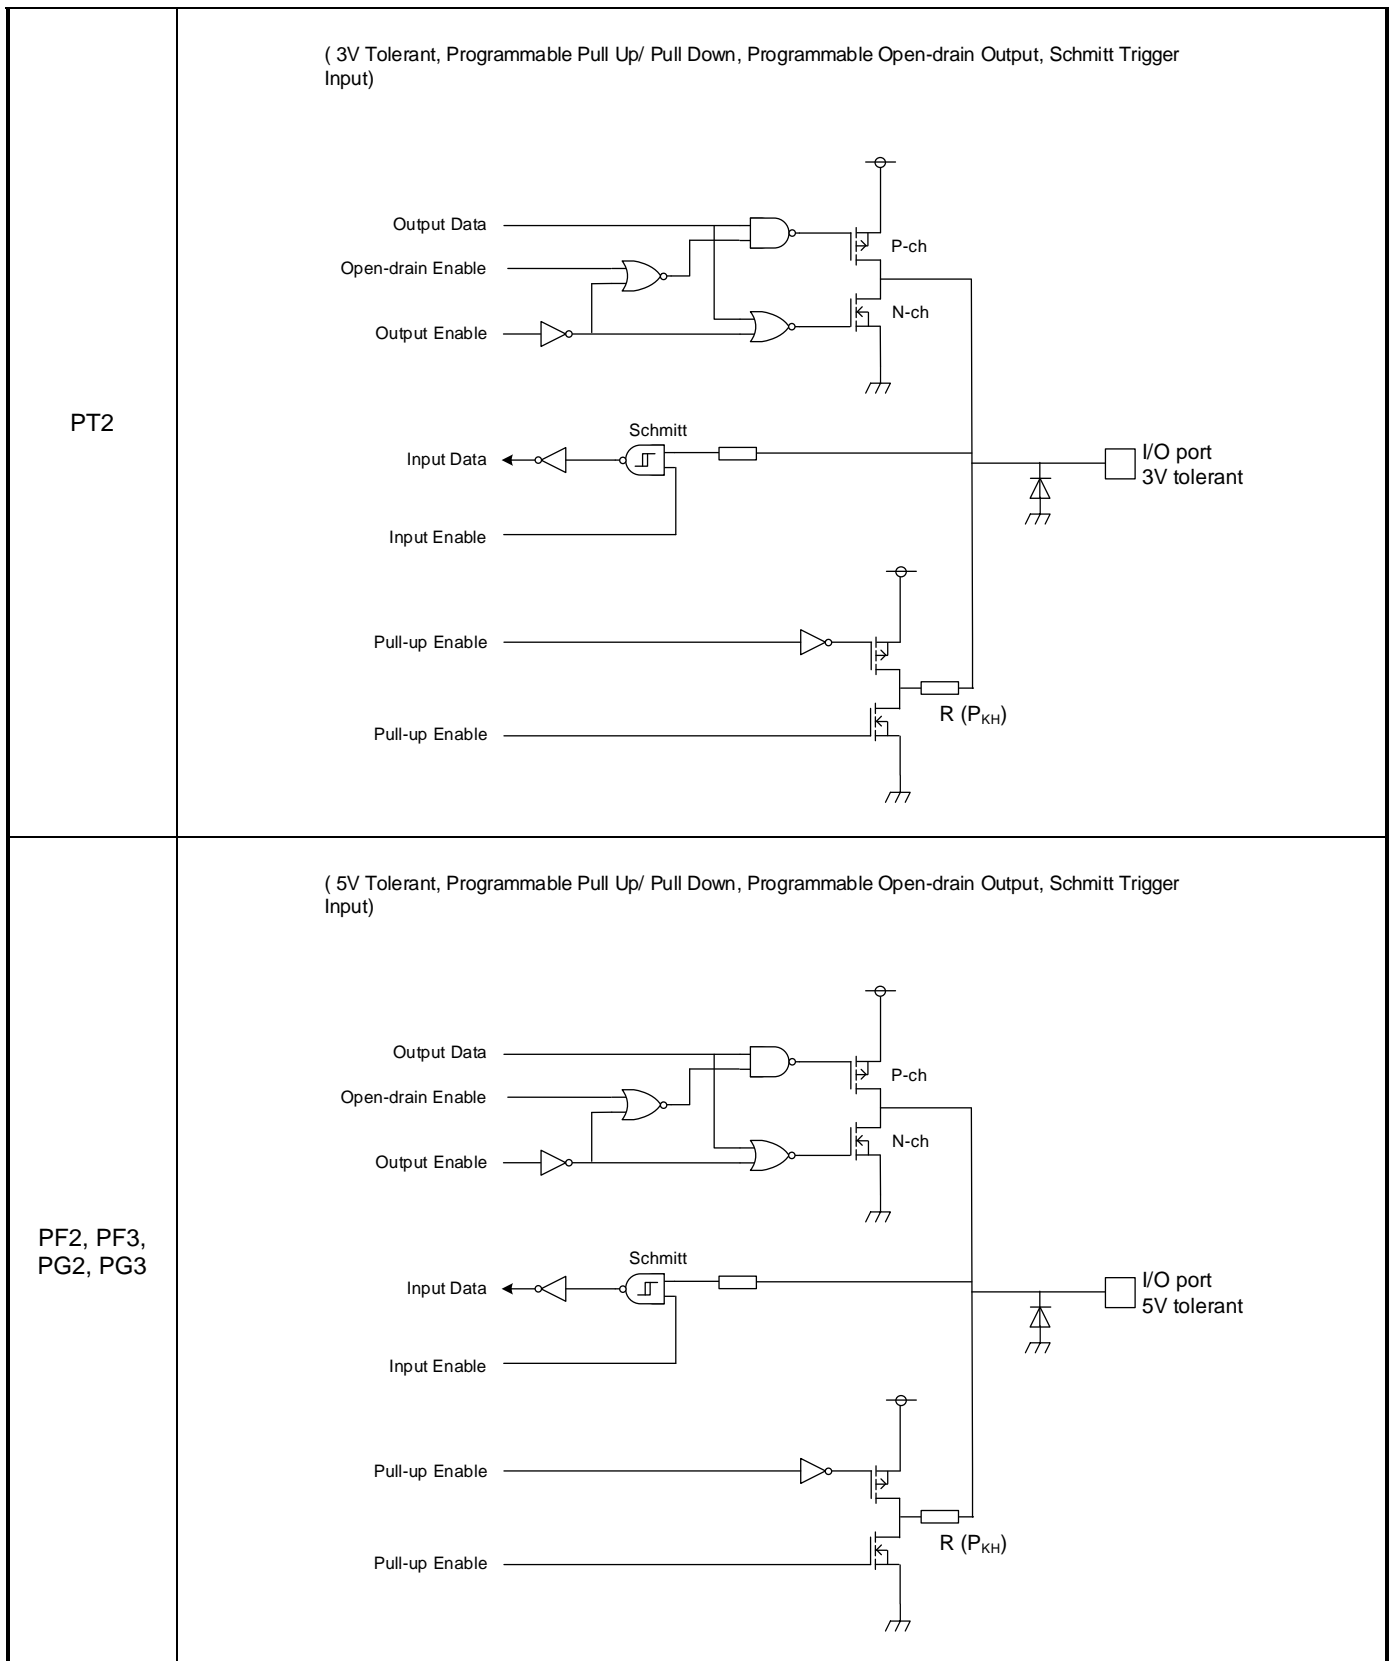 ( 3V Tolerant, Programmable Pull Up/ Pull Down, Programmable Open-drain Output, Schmitt Trigger
Input)
Output Data
P-ch
Open-drain Enable
N-ch
Output Enable
PT2
Schmitt
Input Data
I/O port
3V tolerant
Input Enable
Pull-up Enable
R (PKH)
Pull-up Enable
( 5V Tolerant, Programmable Pull Up/ Pull Down, Programmable Open-drain Output, Schmitt Trigger
Input)
Output Data
P-ch
Open-drain Enable
N-ch
Output Enable
PF2, PF3,
PG2, PG3
Schmitt
Input Data
I/O port
5V tolerant
Input Enable
Pull-up Enable
R (PKH)
Pull-up Enable